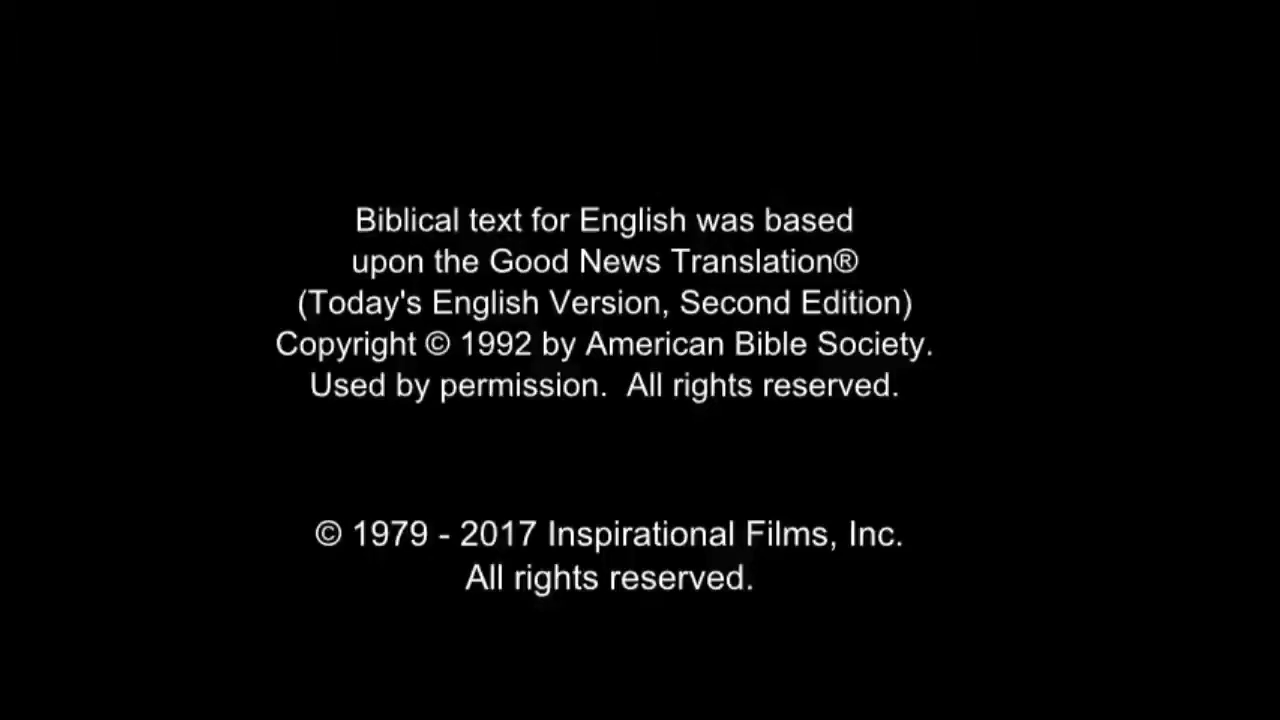 Biblical text for English was based
upon the Good News Translation®
(Today's English Version, Second Edition)
Copyright © 1992 by American Bible Society.
Used by permission.  All rights reserved.
© 1979 - 2017 Inspirational Films, Inc.
All rights reserved.